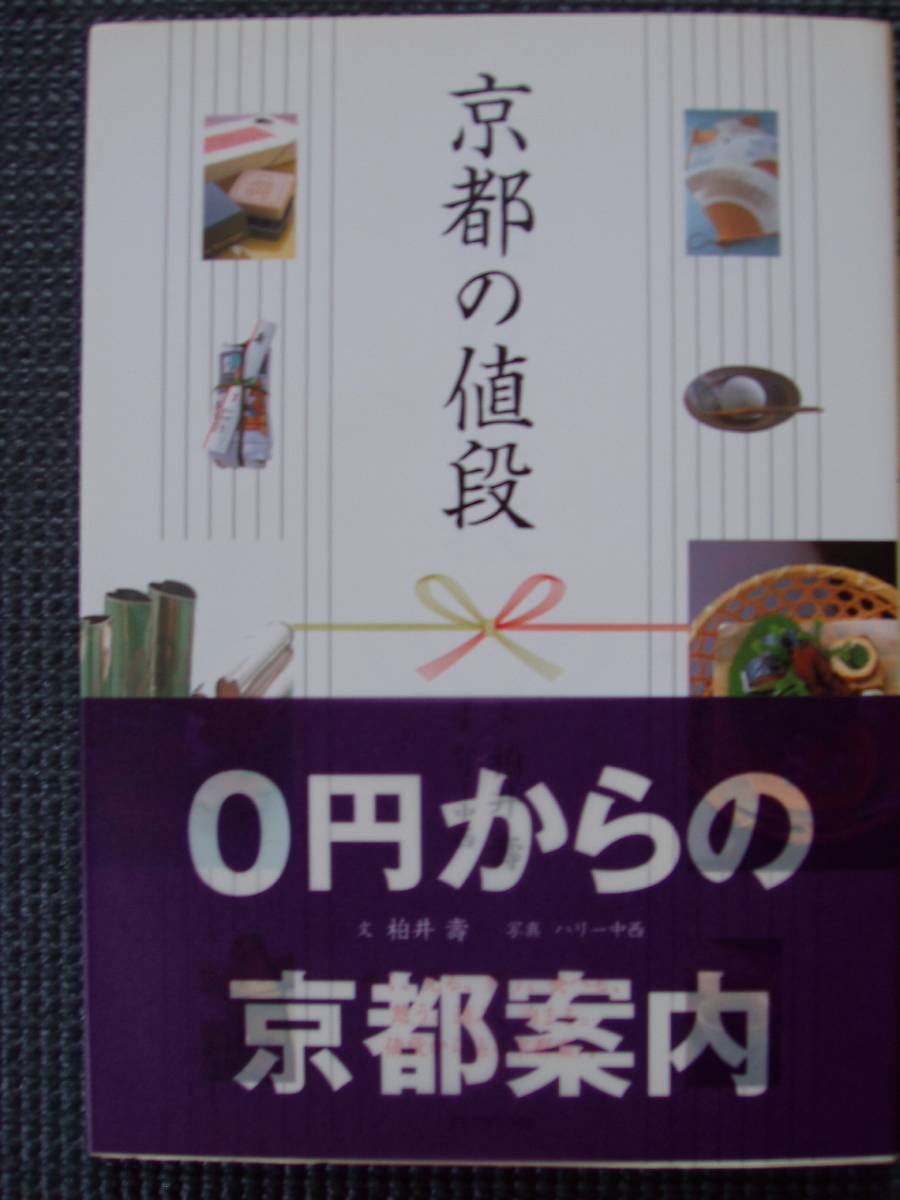 京都の値段
0円からの
文 柏井 壽 写真 ハリー中西
京都案内